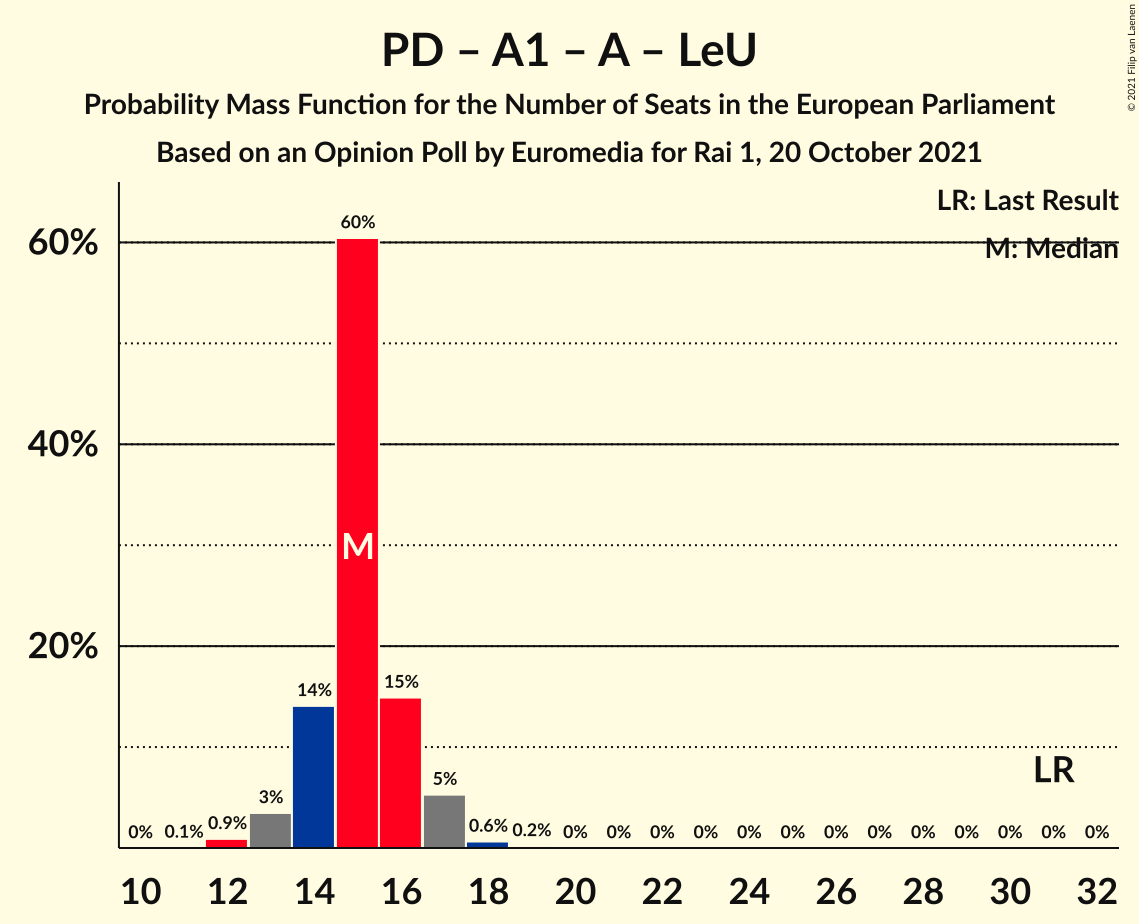 PD – A1 – A – LeU
Probability Mass Function for the Number of Seats in the European Parliament
Based on an Opinion Poll by Euromedia for Rai 1, 20 October 2021
© 2021 Filip van Laenen
LR: Last Result
M: Median
60%
40%
20%
0% 0.1% 0.9% 3% 14% 60% 15% 5% 0.6% 0.2% 0% 0% 0% 0% 0% 0% 0% 0% 0% 0% 0% 0% 0%
M
LR
10 12 14 16 18 20 22 24 26 28 30 32